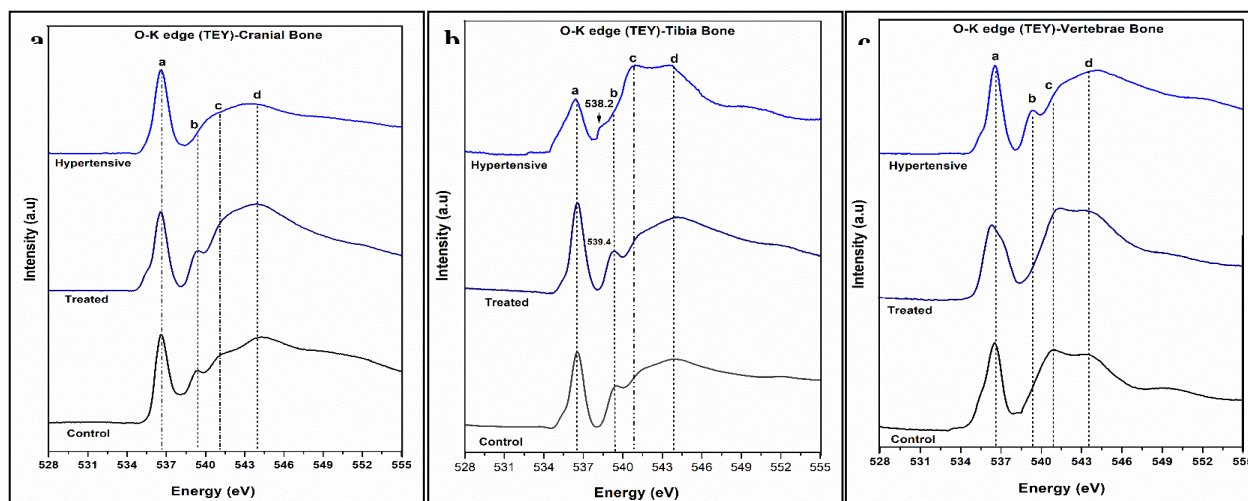 a
O-K edge (TEY)-Cranial Bone
a
b
c
d
Hypertensive
Treated
Control
Intensity (a.u)
528 534 537 540 543 546 549 552 555
Energy (eV)
b
O-K edge (TEY)-Tibia Bone
a
538.2
b
c
d
Hypertensive
539.4
Treated
Control
Intensity (a.u)
528 534 537 540 543 546 549 552 555
Energy (eV)
c
O-K edge (TEY)-Vertebrae Bone
a
b
c
d
Hypertensive
Treated
Control
Intensity (a.u)
528 534 537 540 543 546 549 552 555
Energy (eV)